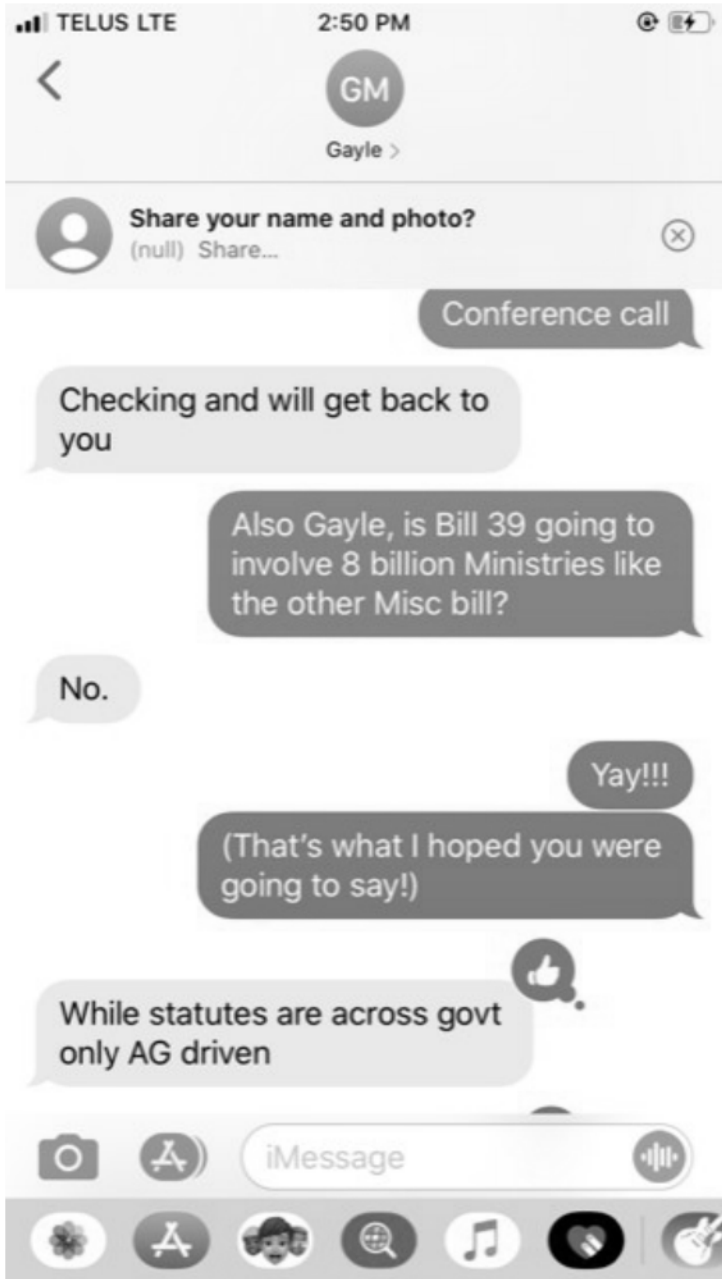 TELUS LTE 2:50 PM
GM
Gayle >
Share your name and photo?
(null) Share...
Conference call
Checking and will get back to
you
Also Gayle, is Bill 39 going to
involve 8 billion Ministries like
the other Misc bill?
No.
Yay!!!
(That's what I hoped you were
going to say!)
While statutes are across govt
only AG driven
iMessage